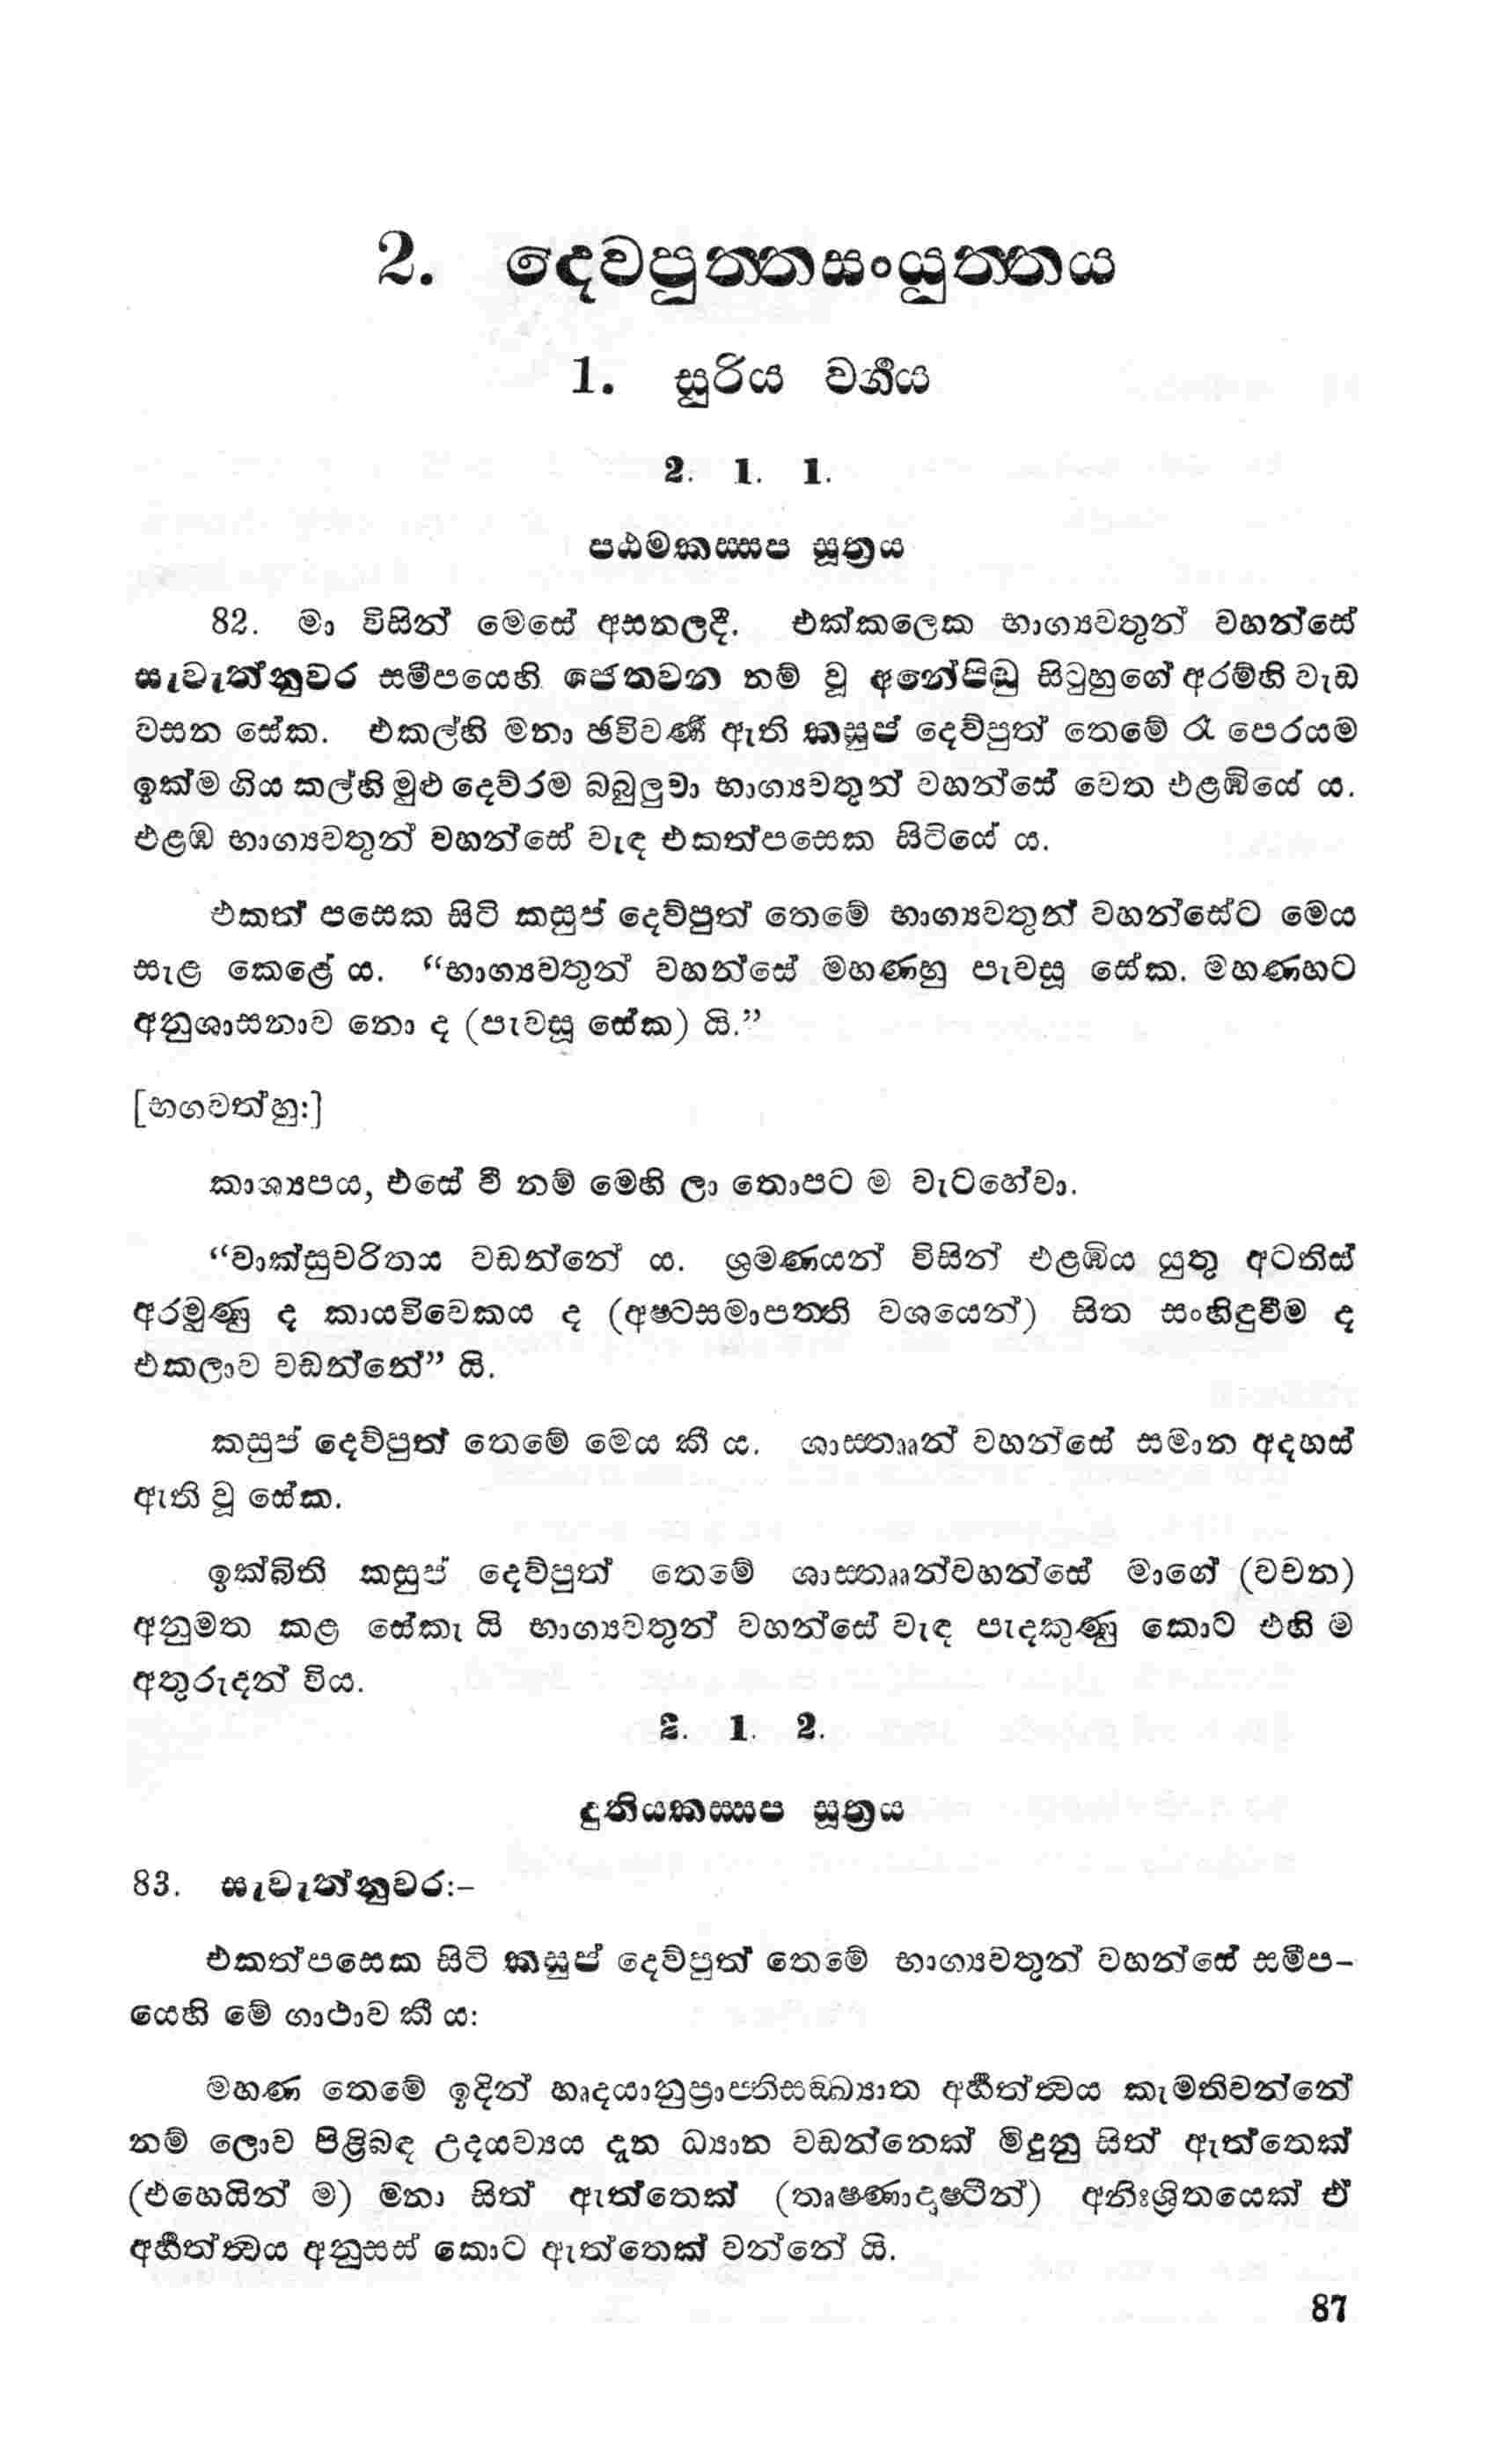 2. දෙවපුත්තසංයුත්තය
1. සූරිය වර්‍ගය
2. 1. 1.
පඨමකස්සප සූත්‍රය
82. මා විසින් මෙසේ අසනලදී. එක්කලෙක භාග්‍යවතුන් වහන්සේ
සැවැත්නුවර සමීපයෙහි ජෙතවන නම් වූ අනේපිඬු සිටුහුගේ අරම්හි වැඩ
වසන සේක. එකල්හි මනා ඡවිවර්‍ණ ඇති කසුප් දෙව්පුත් තෙමේ රෑ පෙරයම
ඉක්ම ගිය කල්හි මුළු දෙව්රම බබුලුවා භාග්‍යවතුන් වහන්සේ වෙත එළඹියේ ය.
එළඹ භාග්‍යවතුන් වහන්සේ වැඳ එකත්පසෙක සිටියේ ය.
එකත් පසෙක සිටි කසුප් දෙව්පුත් තෙමේ භාග්‍යවතුන් වහන්සේට මෙය
සැළ කෙළේ ය. “භාග්‍යවතුන් වහන්සේ මහණහු පැවසූ සේක. මහණහට
අනුශාසනාව නො ද (පැවසූ සේක) යි.”
[භගවත්හු:]
කාශ්‍යපය, එසේ වී නම් මෙහි ලා තොපට ම වැටහේවා.
“වාක්සුචරිතය වඩන්නේ ය. ශ්‍රමණයන් විසින් එළඹිය යුතු අටතිස්
අරමුණු ද කායවිවෙකය ද (අෂ්ටසමාපත්ති වශයෙන්) සිත සංහිඳුවීම ද
එකලාව වඩන්නේ” යි.
කසුප් දෙව්පුත් තෙමේ මෙය කී ය. ශාස්තෲන් වහන්සේ සමාන අදහස්
ඇති වූ සේක.
ඉක්බිති කසුප් දෙව්පුත් තෙමේ ශාස්තෲන්වහන්සේ මාගේ (වචන)
අනුමත කළ සේකැ යි භාග්‍යවතුන් වහන්සේ වැඳ පැදකුණු කොට එහි ම
අතුරුදන් විය.
2. 1. 2.
දුතියකස්සප සූත්‍රය
83. සැවැත්නුවර:–
එකත්පසෙක සිටි කසුප් දෙව්පුත් තෙමේ භාග්‍යවතුන් වහන්සේ සමීප-
යෙහි මේ ගාථාව කී ය:
මහණ තෙමේ ඉදින් හෘදයානුප්‍රාප්තිසඞ්ඛ්‍යාත අර්‍හත්ත්‍වය කැමතිවන්නේ
නම් ලොව පිළිබඳ උදයව්‍යය දැන ධ්‍යාන වඩන්නෙක් මිදුනු සිත් ඇත්තෙක්
(එහෙයින් ම) මනා සිත් ඇත්තෙක් (තෘෂ්ණාදෘෂ්ටීන්) අනිඃශ්‍රිතයෙක් ඒ
අර්‍හත්ත්‍වය අනුසස් කොට ඇත්තෙක් වන්නේ යි.
87